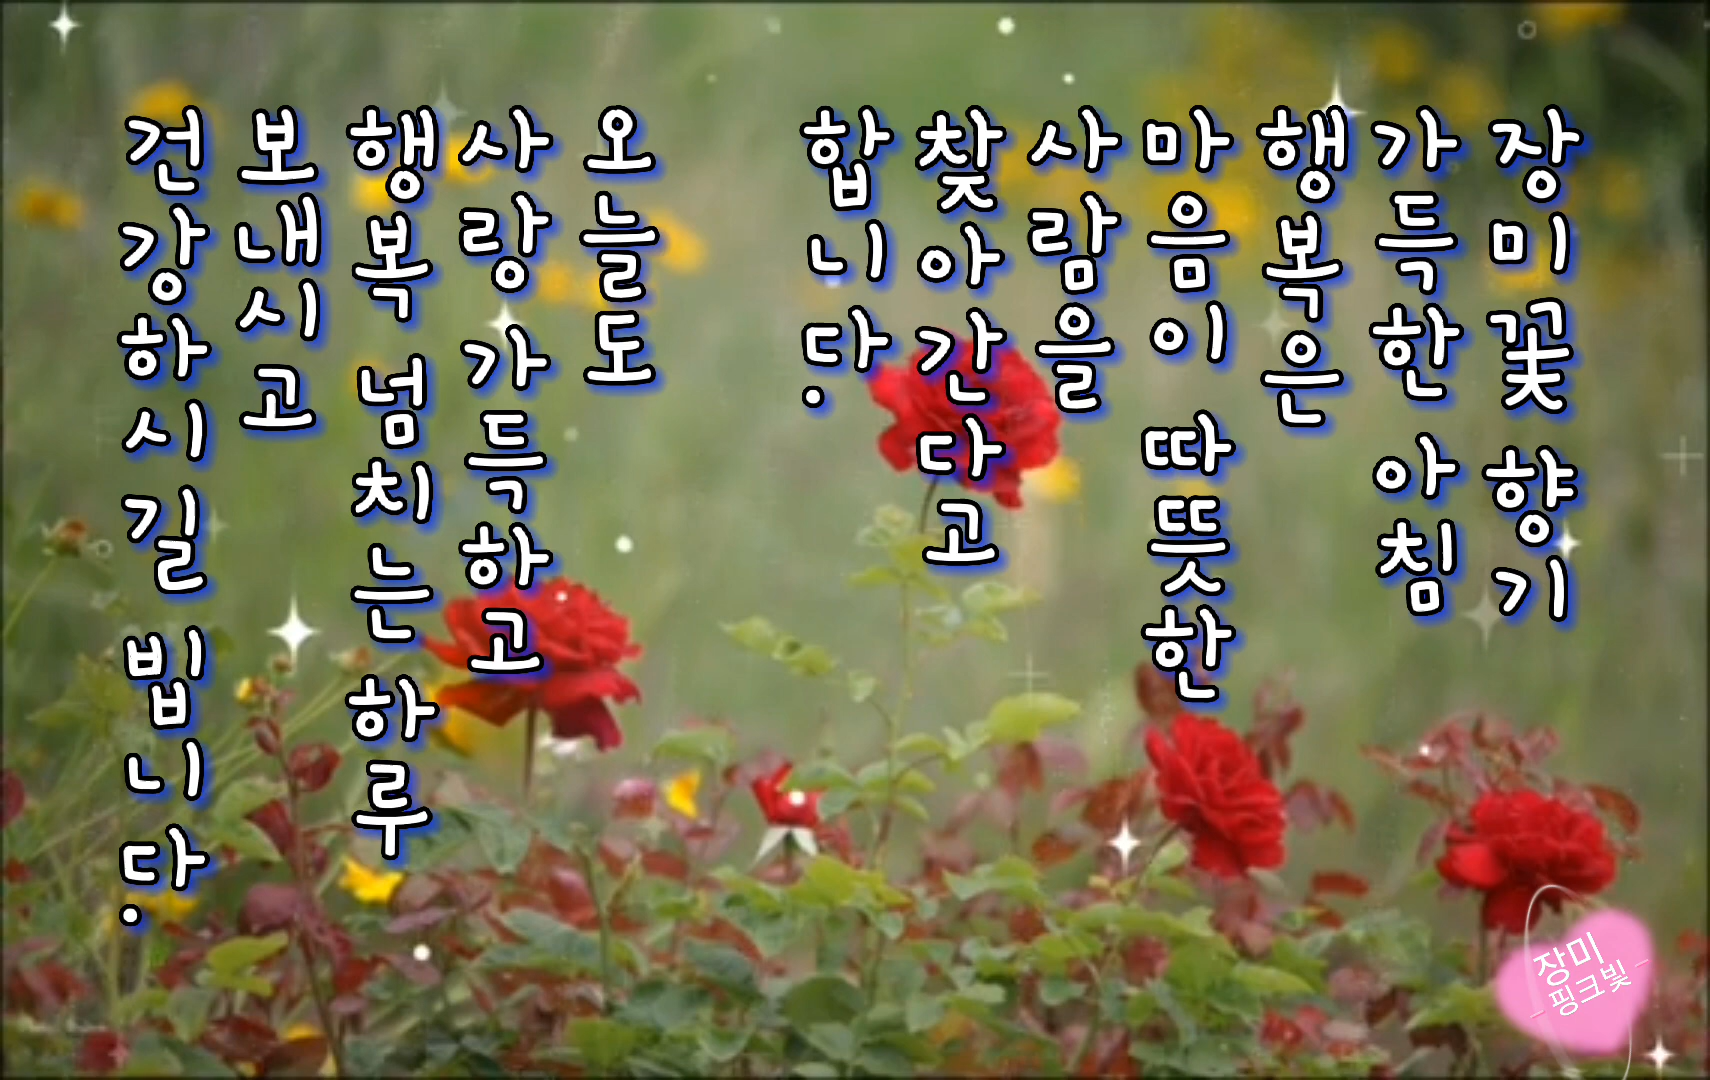 장미꽃 향기
가득한 아침
행복은
마음이 따뜻한
사람을
찾아간다고
합니다.
오늘도
사랑 가득하고
행복 넘치는 하루
보내시고
건강하시길 빕니다.
장미
- 핑크빛 -